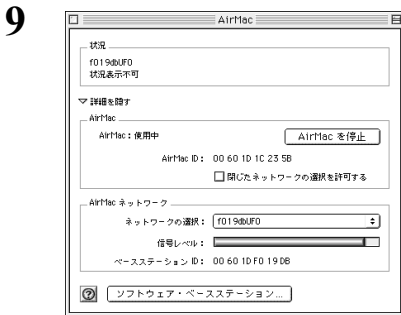 9
AirMac
状況
f019dbUF0
状況表示不可
詳細を隠す
AirMac
AirMac：使用中
AirMac を停止
AirMac ID： 00 60 1D 1C 23 5B
閉じたネットワークの選択を許可する
AirMac ネットワーク
ネットワークの選択： f019dbUF0
信号レベル：
ベースステーション ID： 00 60 1D F0 19 DB
?
ソフトウェア・ベースステーション...